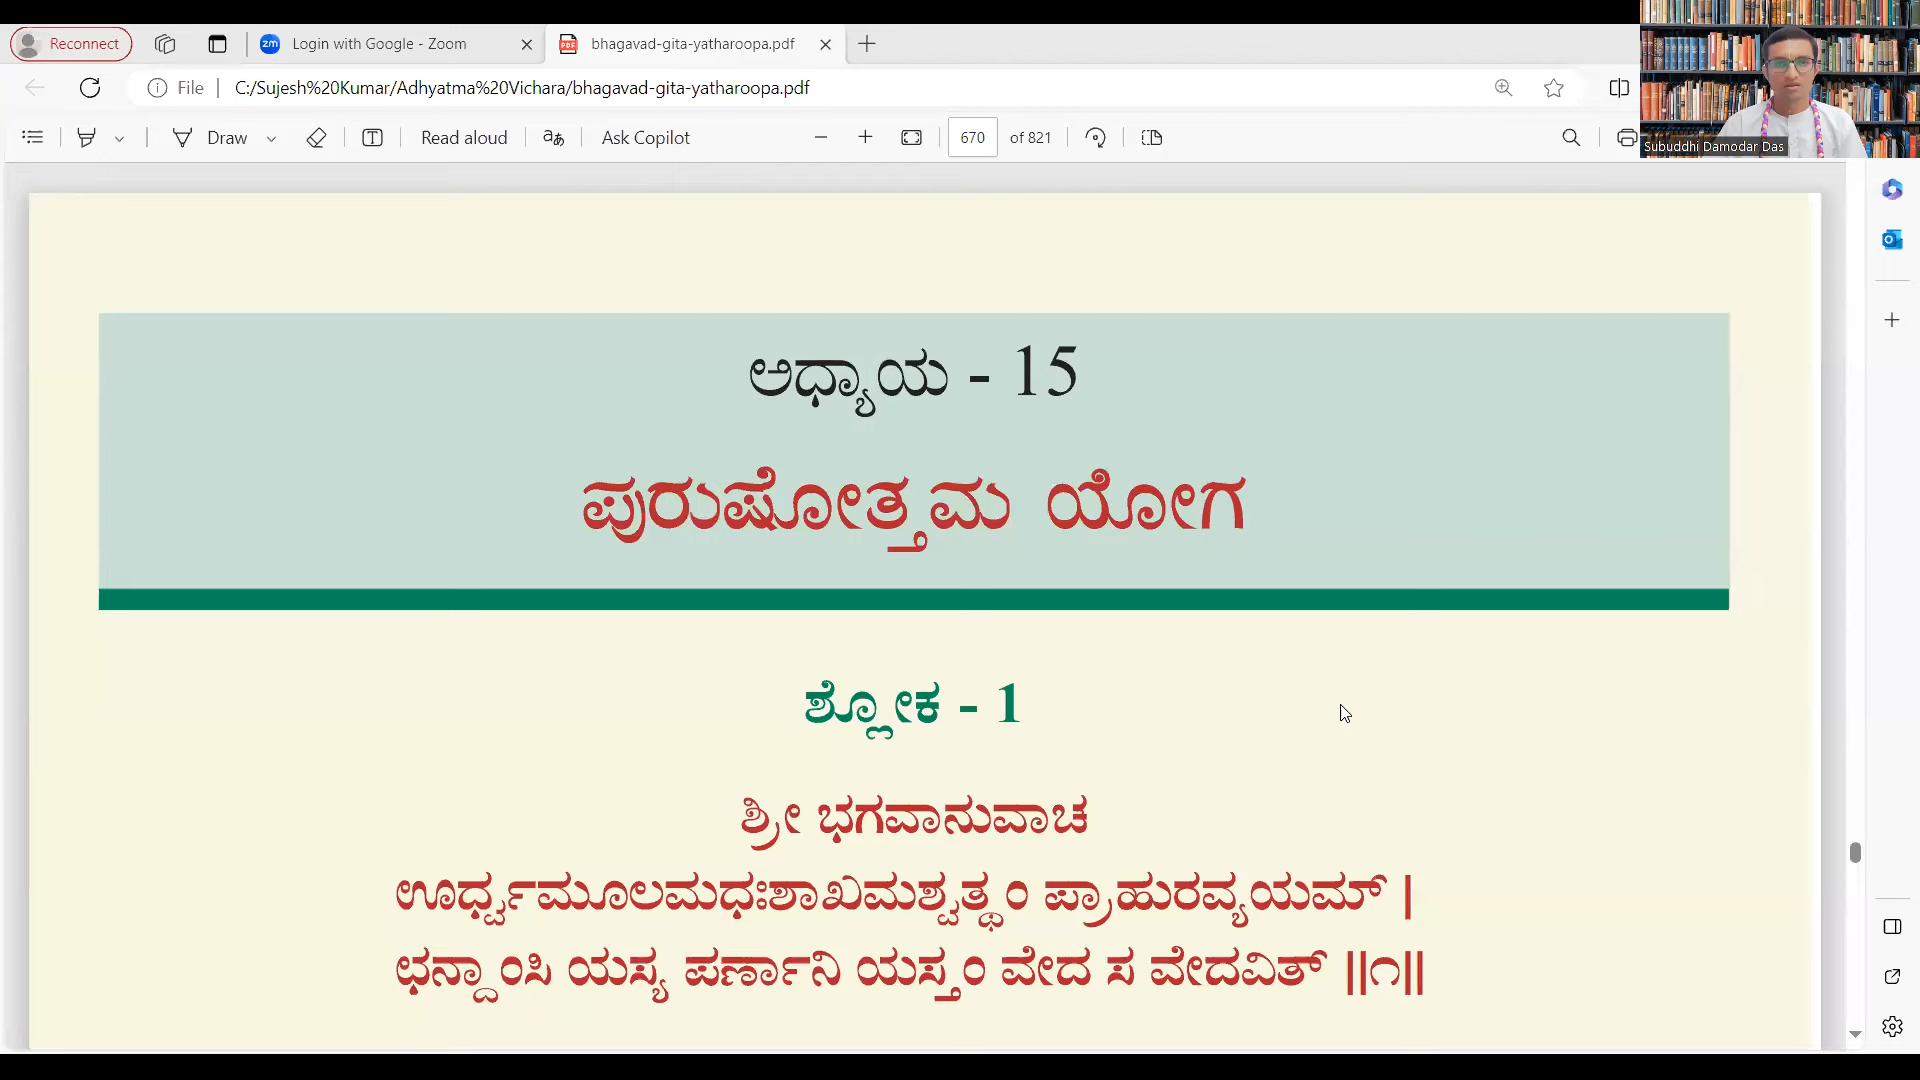 Reconnect
Login with Google - Zoom
bhagavad-gita-yatharoopa.pdf
File
C:/Sujesh%20Kumar/Adhyatma%20Vichara/bhagavad-gita-yatharoopa.pdf
Draw
Read aloud
Ask Copilot
670 of 821
Subuddhi Damodar Das
ಅಧ್ಯಾಯ - 15
ಪುರುಷೋತ್ತಮ ಯೋಗ
ಶ್ಲೋಕ - 1
ಶ್ರೀ ಭಗವಾನುವಾಚ
ಊರ್ಧ್ವಮೂಲಮಧಃಶಾಖಮಶ್ವತ್ಥಂ ಪ್ರಾಹುರವ್ಯಯಮ್ |
ಛನ್ದಾಂಸಿ ಯಸ್ಯ ಪರ್ಣಾನಿ ಯಸ್ತಂ ವೇದ ಸ ವೇದವಿತ್ ||೧||